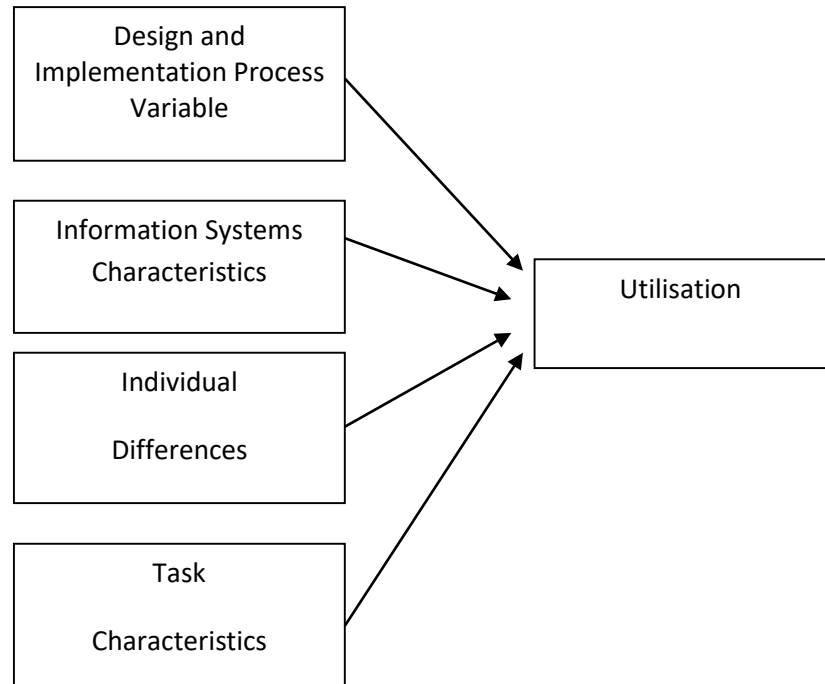 Design and
Implementation Process
Variable
Information Systems
Characteristics
Utilisation
Individual
Differences
Task
Characteristics